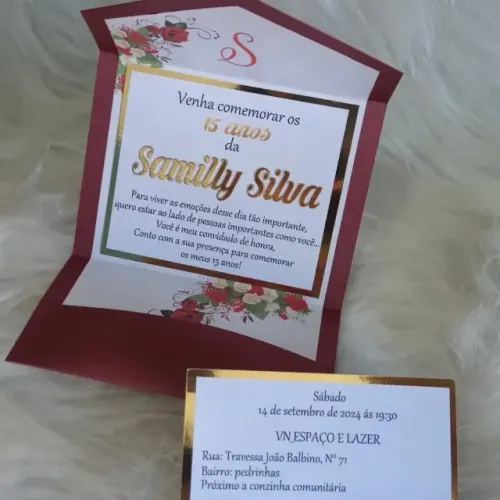 S
Venha comemorar os
15 anos
da
Samilly Silva
Para viver as emoções desse dia tão importante,
quero estar ao lado de pessoas importantes como você...
Você é meu convidado de honra,
Conto com a sua presença para comemorar
os meus 15 anos!
Sábado
14 de setembro de 2024 ás 19:30
VN ESPAÇO E LAZER
Rua: Travessa João Balbino, N° 71
Bairro: pedrinhas
Próximo a conzinha comunitária